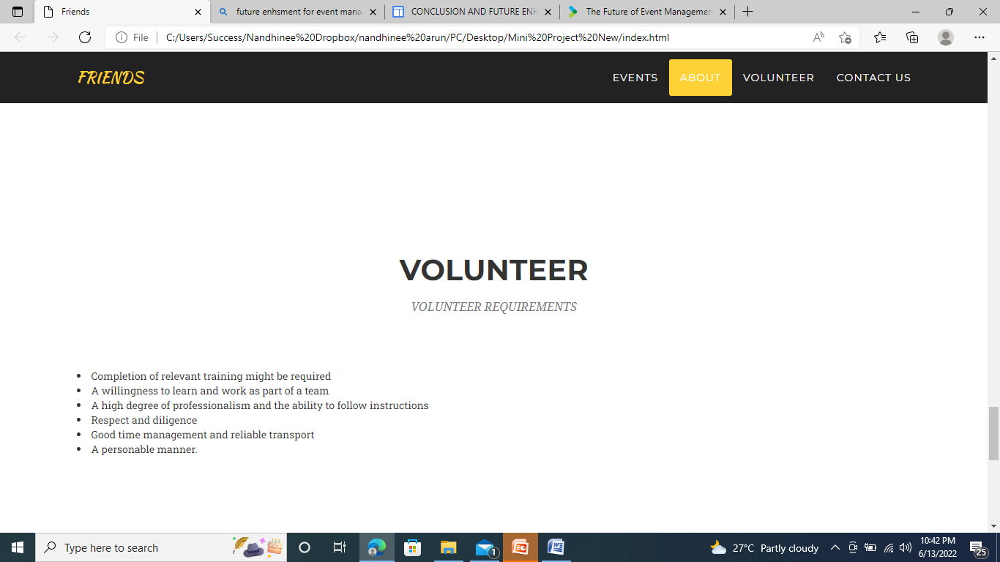 Friends
future enhsment for event mana
CONCLUSION AND FUTURE ENH
The Future of Event Managemen
File
C:/Users/Success/Nandhinee%20Dropbox/nandhinee%20arun/PC/Desktop/Mini%20Project%20New/index.html
FRIENDS
EVENTS
ABOUT
VOLUNTEER
CONTACT US
VOLUNTEER
VOLUNTEER REQUIREMENTS
• Completion of relevant training might be required
• A willingness to learn and work as part of a team
• A high degree of professionalism and the ability to follow instructions
• Respect and diligence
• Good time management and reliable transport
• A personable manner.
Type here to search
1
27°C Partly cloudy
10:42 PM
6/13/2022
25